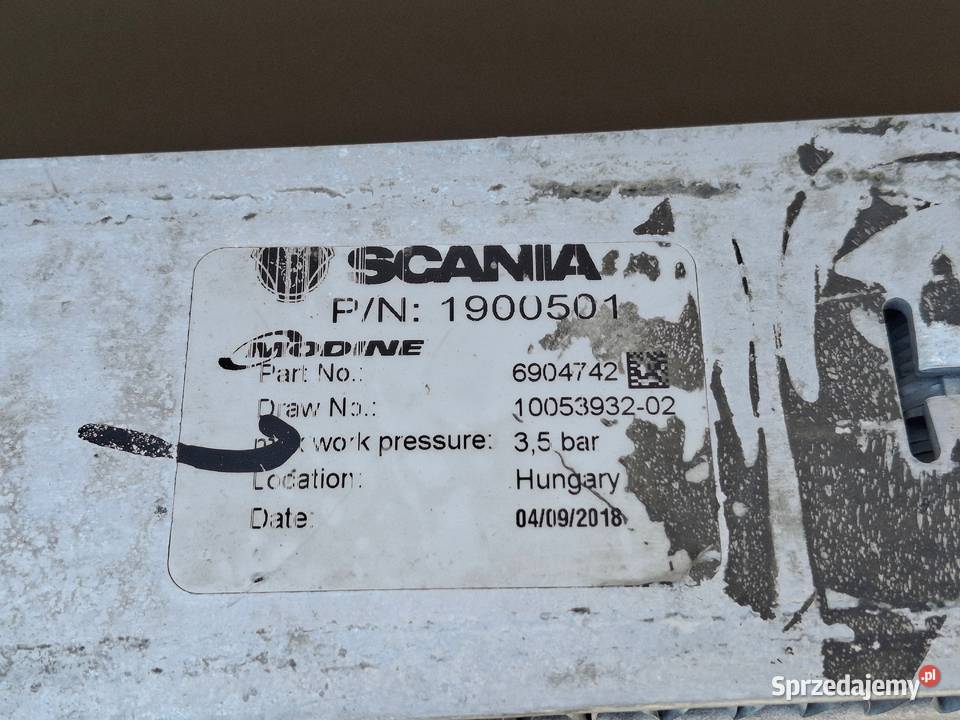 SCANIA
P/N: 1900501
MODINE
Part No.: 6904742
Draw No.: 10053932-02
max work pressure: 3,5 bar
Location: Hungary
Date: 04/09/2018
Sprzedajemy.pl